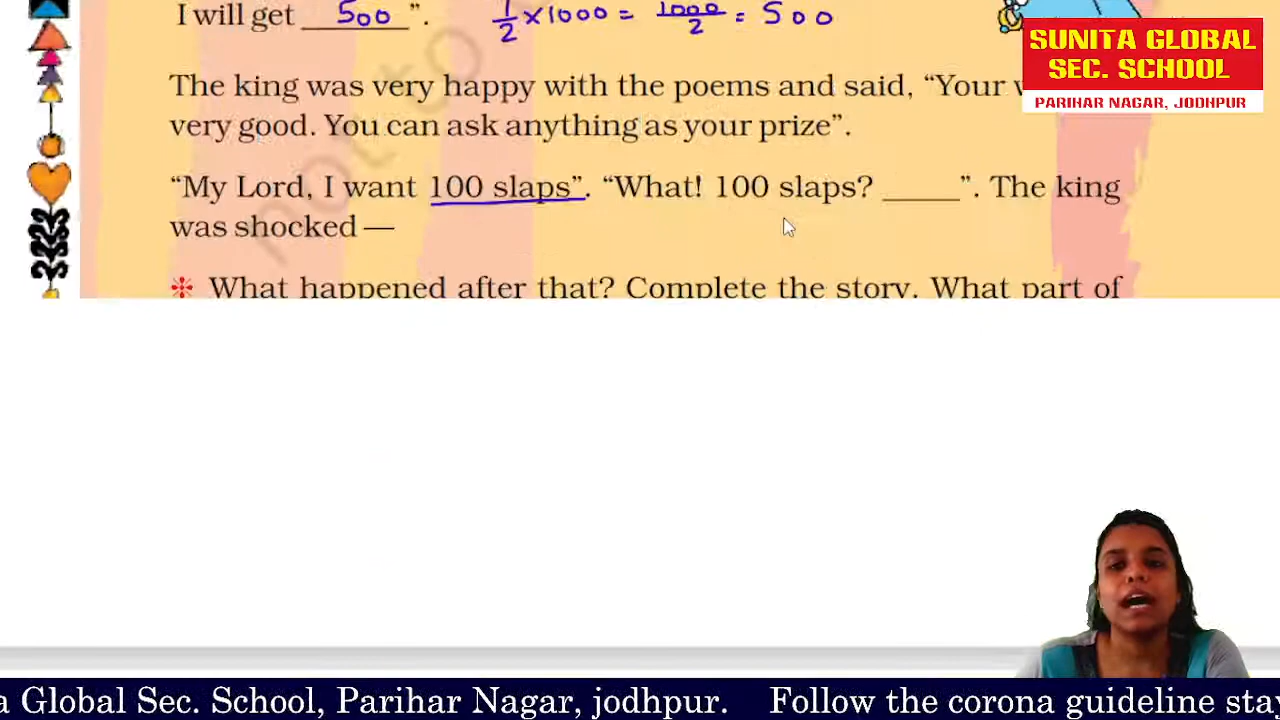 I will get 500 ”. 1/2 ×1000 = 1000/2 = 500
SUNITA GLOBAL
SEC. SCHOOL
PARIHAR NAGAR, JODHPUR
The king was very happy with the poems and said, “Your
very good. You can ask anything as your prize”.
“My Lord, I want 100 slaps”. “What! 100 slaps? _____”. The king
was shocked —
❉ What happened after that? Complete the story. What part of
a Global Sec. School, Parihar Nagar, jodhpur. Follow the corona guideline stay